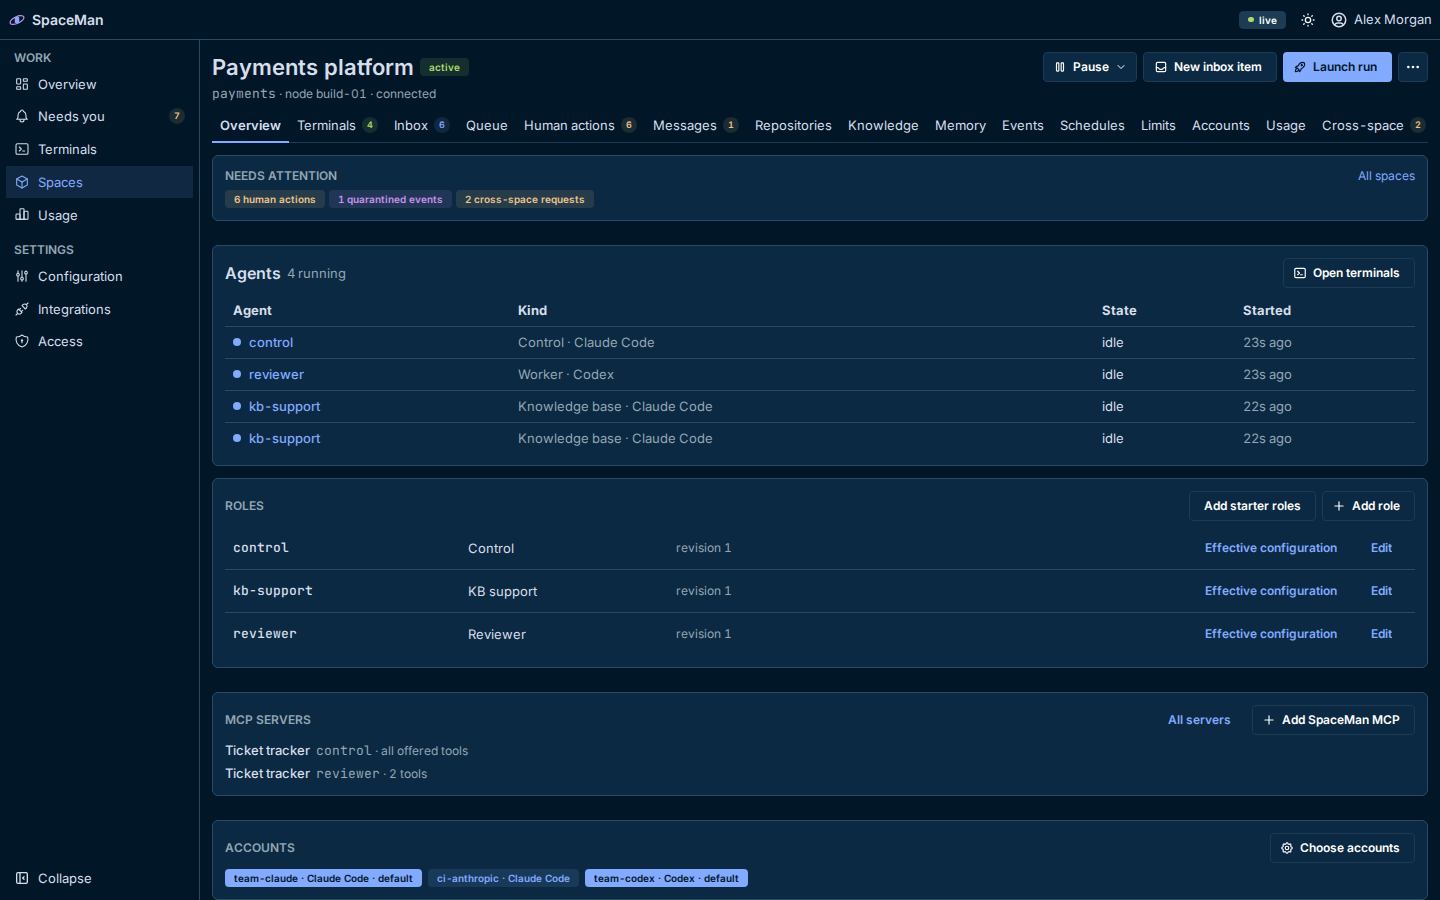 SpaceMan
live
Alex Morgan
WORK
Overview
Needs you 7
Terminals
Spaces
Usage
SETTINGS
Configuration
Integrations
Access
Collapse
Payments platform active
payments · node build-01 · connected
Pause
New inbox item
Launch run
Overview Terminals 4 Inbox 6 Queue Human actions 6 Messages 1 Repositories Knowledge Memory Events Schedules Limits Accounts Usage Cross-space 2
NEEDS ATTENTION All spaces
6 human actions 1 quarantined events 2 cross-space requests
Agents 4 running Open terminals
Agent Kind State Started
control Control · Claude Code idle 23s ago
reviewer Worker · Codex idle 23s ago
kb-support Knowledge base · Claude Code idle 22s ago
kb-support Knowledge base · Claude Code idle 22s ago
ROLES Add starter roles Add role
control Control revision 1 Effective configuration Edit
kb-support KB support revision 1 Effective configuration Edit
reviewer Reviewer revision 1 Effective configuration Edit
MCP SERVERS All servers Add SpaceMan MCP
Ticket tracker control · all offered tools
Ticket tracker reviewer · 2 tools
ACCOUNTS Choose accounts
team-claude · Claude Code · default ci-anthropic · Claude Code team-codex · Codex · default